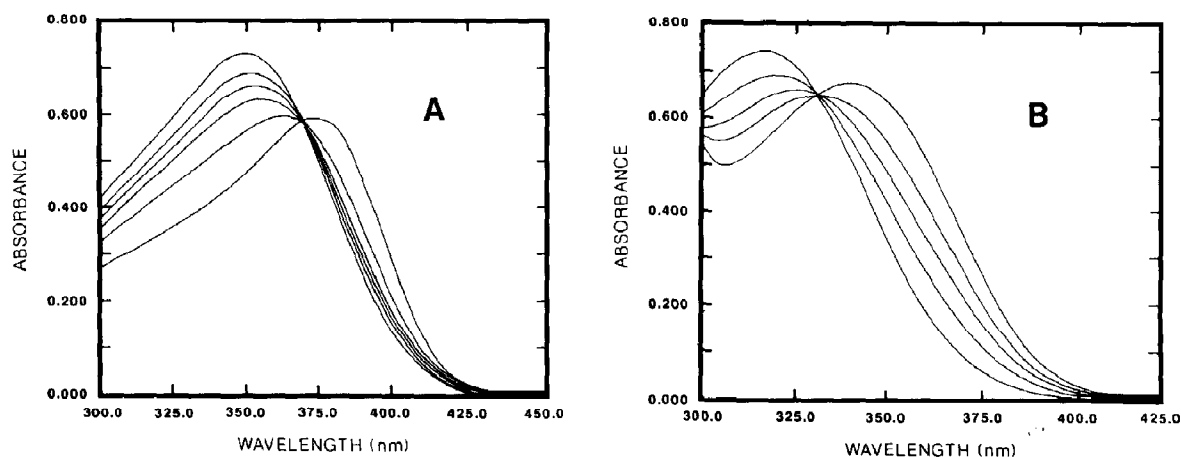 0.800
0.600
0.400
0.200
0.000
ABSORBANCE
A
300.0 325.0 350.0 375.0 400.0 425.0 450.0
WAVELENGTH (nm)
0.800
0.600
0.400
0.200
0.000
ABSORBANCE
B
300.0 325.0 350.0 375.0 400.0 425.0
WAVELENGTH (nm)